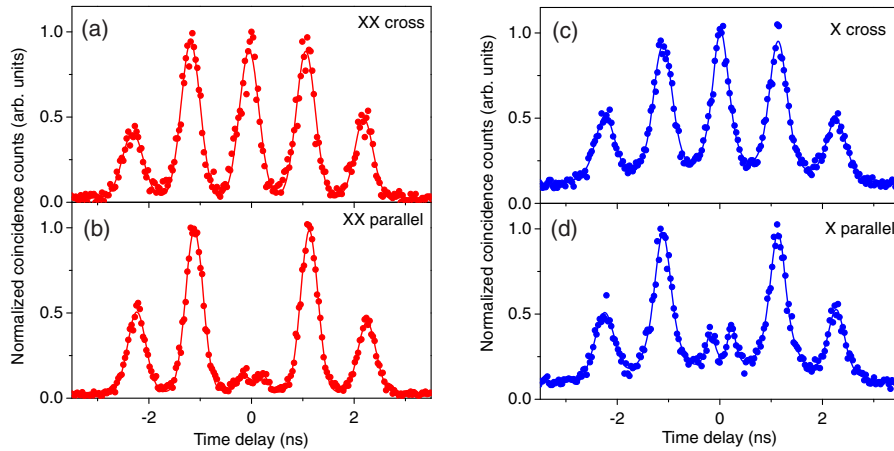 (a) XX cross
1.0
0.5
0.0
Normalized coincidence counts (arb. units)
(b) XX parallel
1.0
0.5
0.0
-2 0 2
Time delay (ns)
(c) X cross
1.0
0.5
0.0
Normalized coincidence counts (arb. units)
(d) X parallel
1.0
0.5
0.0
-2 0 2
Time delay (ns)